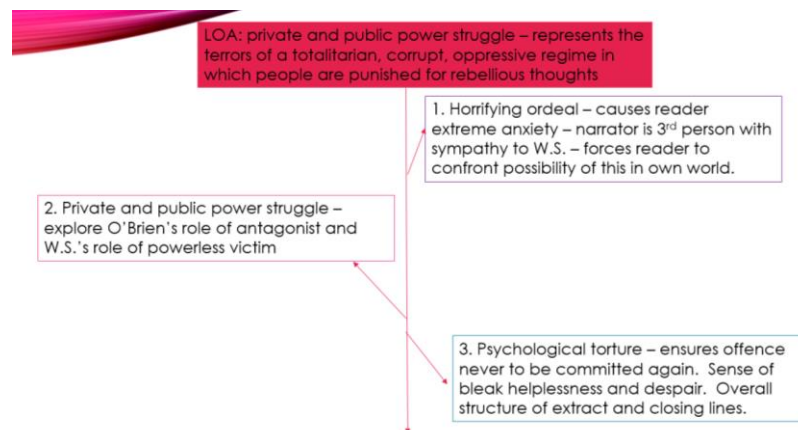 LOA: private and public power struggle – represents the
terrors of a totalitarian, corrupt, oppressive regime in
which people are punished for rebellious thoughts
1. Horrifying ordeal – causes reader
extreme anxiety – narrator is 3rd person with
sympathy to W.S. – forces reader to
confront possibility of this in own world.
2. Private and public power struggle –
explore O'Brien's role of antagonist and
W.S.'s role of powerless victim
3. Psychological torture – ensures offence
never to be committed again.  Sense of
bleak helplessness and despair.  Overall
structure of extract and closing lines.